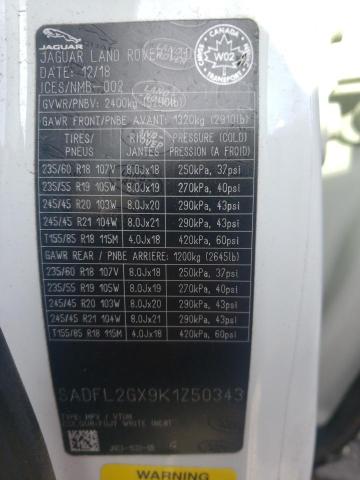 JAGUAR
CANADA
W02
TRANSPORT
JAGUAR LAND ROVER LTD
DATE: 12/18
ICES/NMB-002
GVWR/PNBV: 2400kg
GAWR FRONT/PNBE AVANT: 1320kg (2910lb)
TIRES/ RIMS/ PRESSURE (COLD)
PNEUS JANTES PRESSION (A FROID)
235/60 R18 107V 8.0Jx18 250kPa, 37psi
235/55 R19 105W 8.0Jx19 270kPa, 40psi
245/45 R20 103W 8.0Jx20 290kPa, 43psi
245/45 R21 104W 8.0Jx21 290kPa, 43psi
T155/85 R18 115M 4.0Jx18 420kPa, 60psi
GAWR REAR / PNBE ARRIERE: 1200kg (2645lb)
235/60 R18 107V 8.0Jx18 250kPa, 37psi
235/55 R19 105W 8.0Jx19 270kPa, 40psi
245/45 R20 103W 8.0Jx20 290kPa, 43psi
245/45 R21 104W 8.0Jx21 290kPa, 43psi
T155/85 R18 115M 4.0Jx18 420kPa, 60psi
SADFL2GX9K1Z50343
TYPE: MPV / VTUM